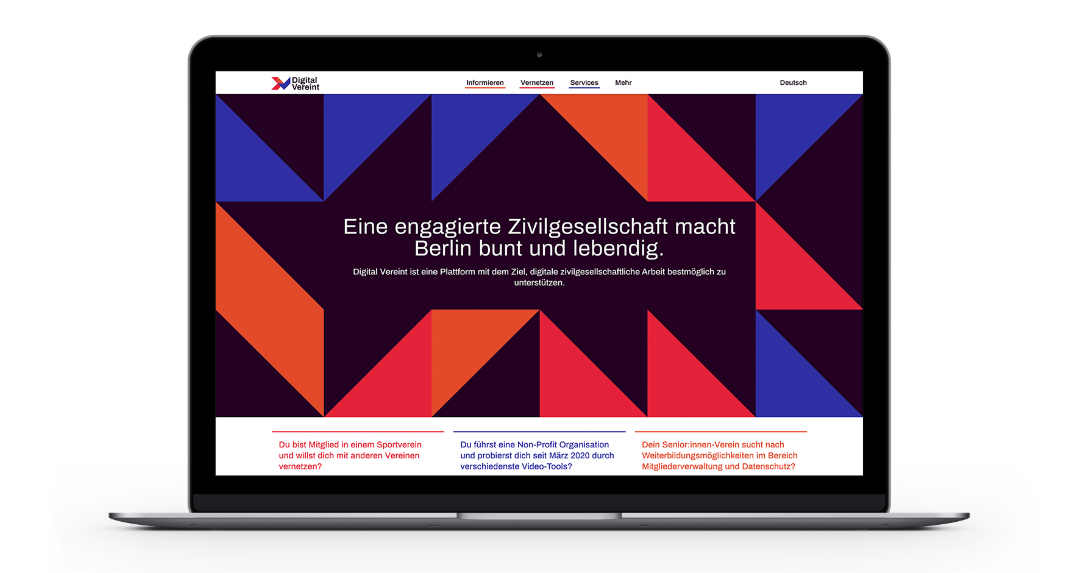 Digital
Vereint
Informieren
Vernetzen
Services
Mehr
Deutsch
Eine engagierte Zivilgesellschaft macht
Berlin bunt und lebendig.
Digital Vereint ist eine Plattform mit dem Ziel, digitale zivilgesellschaftliche Arbeit bestmöglich zu
unterstützen.
Du bist Mitglied in einem Sportverein
und willst dich mit anderen Vereinen
vernetzen?
Du führst eine Non-Profit Organisation
und probierst dich seit März 2020 durch
verschiedenste Video-Tools?
Dein Senior:innen-Verein sucht nach
Weiterbildungsmöglichkeiten im Bereich
Mitgliederverwaltung und Datenschutz?